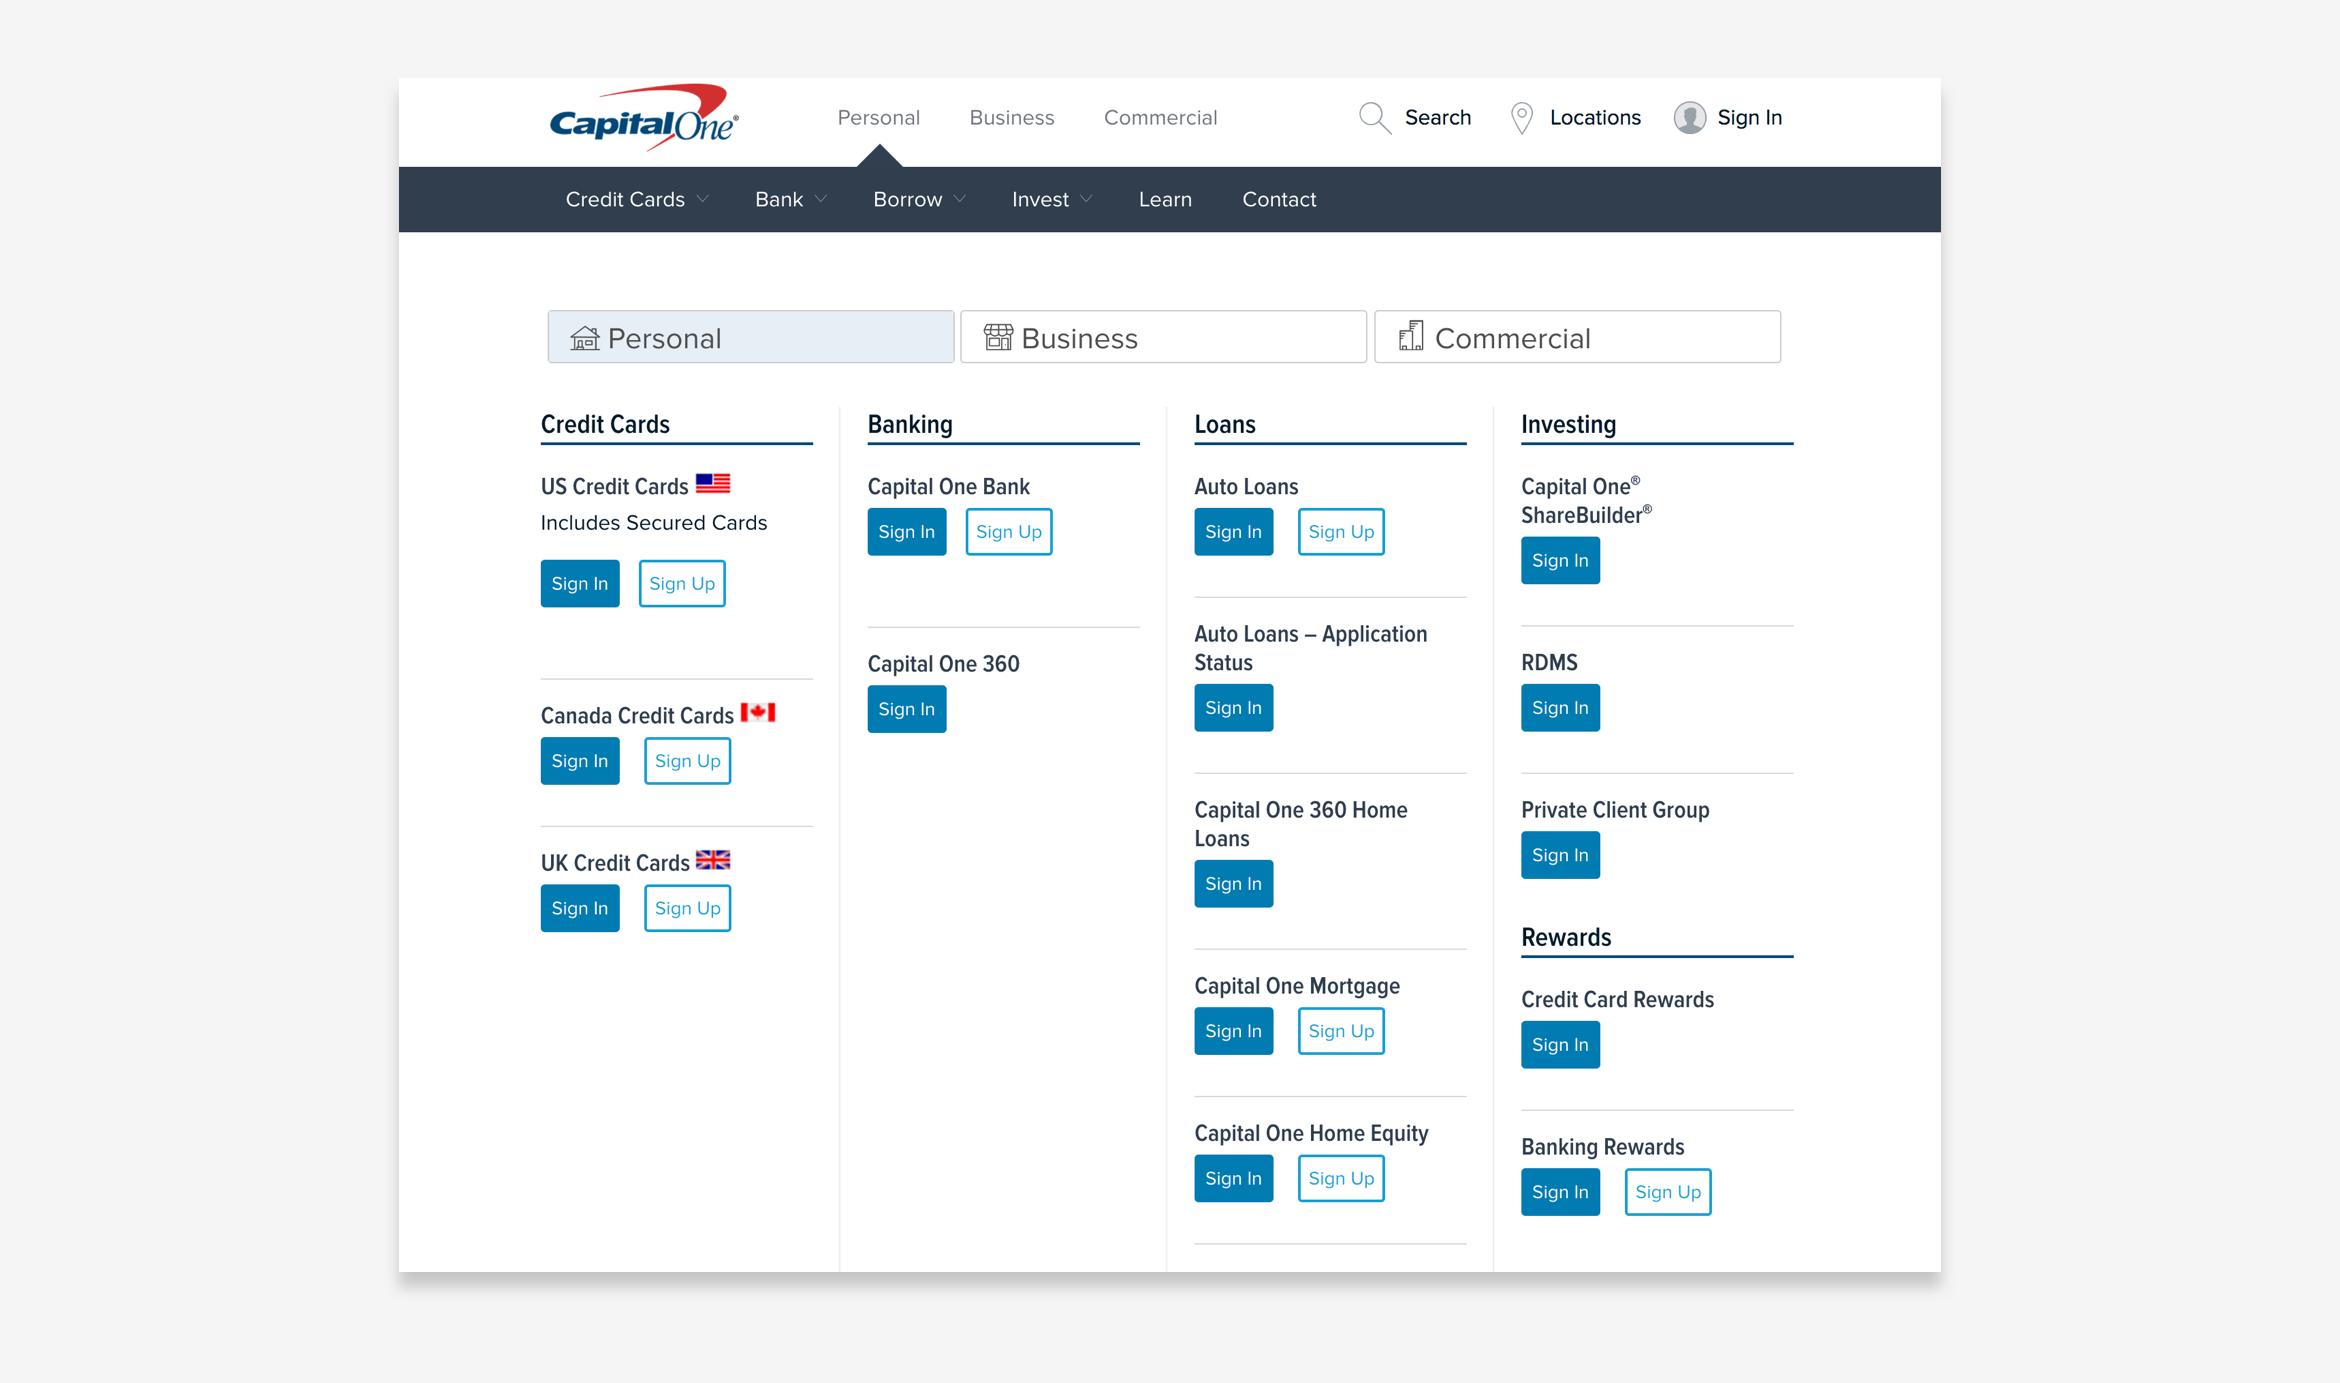 CapitalOne®
Personal
Business
Commercial
Search
Locations
Sign In
Credit Cards
Bank
Borrow
Invest
Learn
Contact
Personal
Business
Commercial
Credit Cards
US Credit Cards
Includes Secured Cards
Sign In
Sign Up
Canada Credit Cards
Sign In
Sign Up
UK Credit Cards
Sign In
Sign Up
Banking
Capital One Bank
Sign In
Sign Up
Capital One 360
Sign In
Loans
Auto Loans
Sign In
Sign Up
Auto Loans – Application
Status
Sign In
Capital One 360 Home
Loans
Sign In
Capital One Mortgage
Sign In
Sign Up
Capital One Home Equity
Sign In
Sign Up
Investing
Capital One®
ShareBuilder®
Sign In
RDMS
Sign In
Private Client Group
Sign In
Rewards
Credit Card Rewards
Sign In
Banking Rewards
Sign In
Sign Up